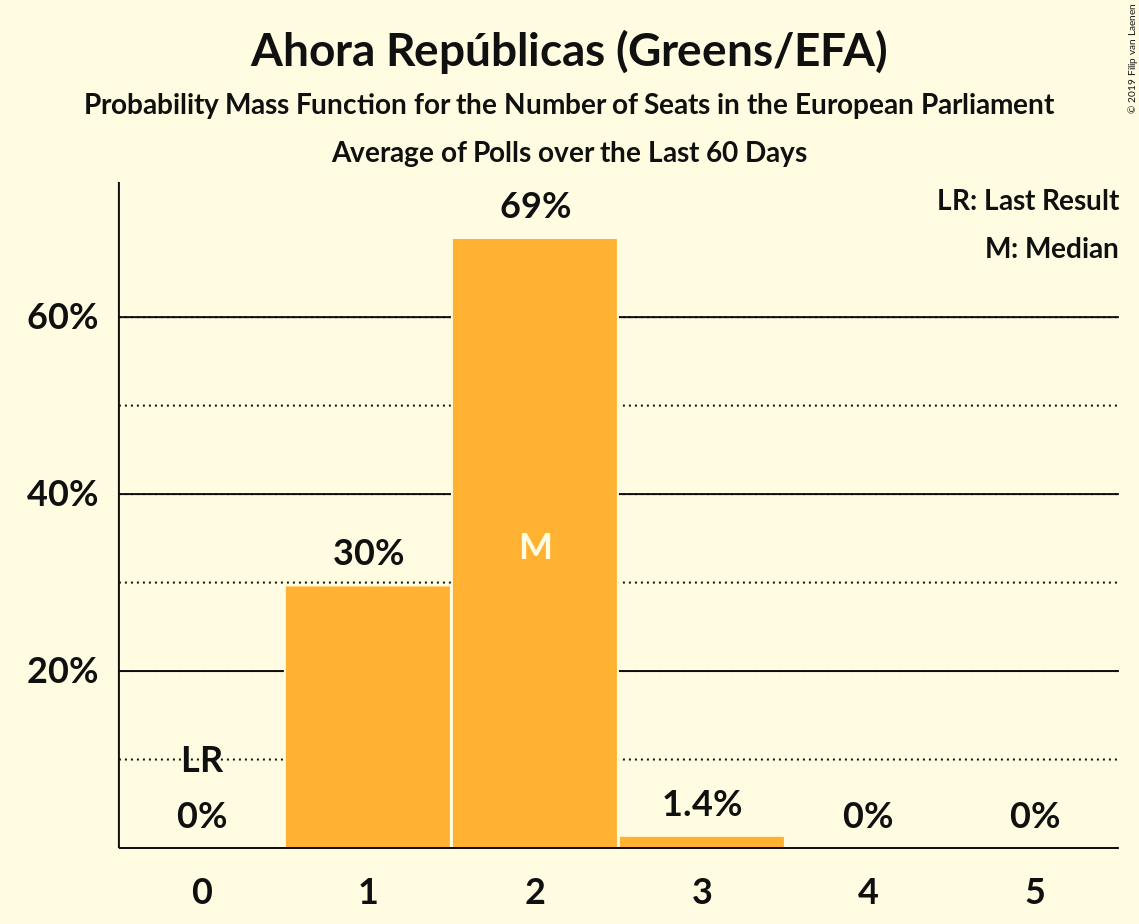 Ahora Repúblicas (Greens/EFA)
Probability Mass Function for the Number of Seats in the European Parliament
Average of Polls over the Last 60 Days
© 2019 Filip van Laenen
LR: Last Result
M: Median
69%
60%
40%
M
30%
20%
LR
0%
1.4%
0%
0%
0 1 2 3 4 5